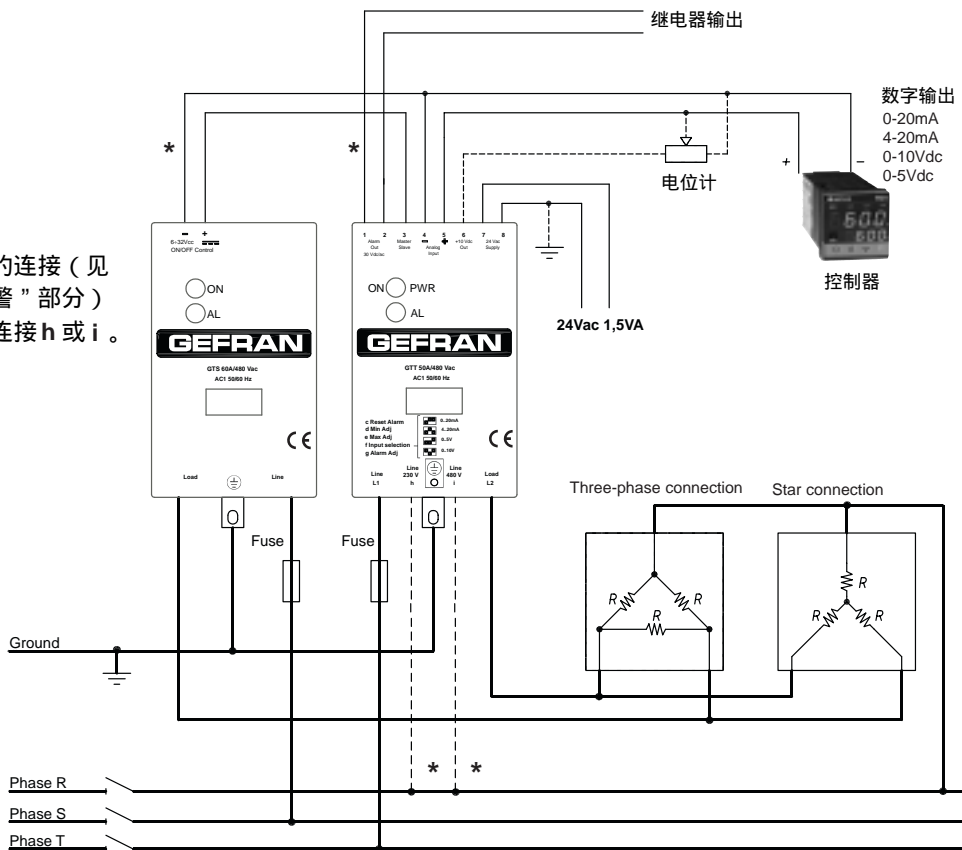 继电器输出
数字输出
0-20mA
4-20mA
0-10Vdc
0-5Vdc
*
*
+
−
电位计
控制器
的连接（见
警”部分）
连接h 或 i 。
− +
6÷32Vcc
ON/OFF Control
ON
AL
GEFRAN
GTS 60A/480 Vac
AC1 50/60 Hz
CE
Load
Line
1 2 3 4 5 6 7 8
Alarm
Out
30 Vdc/ac
Master
Slave
− +
Analog
Input
+10 Vdc
Out
24 Vac
Supply
ON PWR
AL
GEFRAN
GTT 50A/480 Vac
AC1 50/60 Hz
c Reset Alarm
d Min Adj
e Max Adj
f Input selection
g Alarm Adj
0..20mA
4..20mA
0..5V
0..10V
CE
Line
L1
Line
230 V
h
Line
480 V
i
Load
L2
24Vac 1,5VA
600
600
Three-phase connection
Star connection
Fuse
Fuse
R
R
R
R
R
R
Ground
*
*
Phase R
Phase S
Phase T